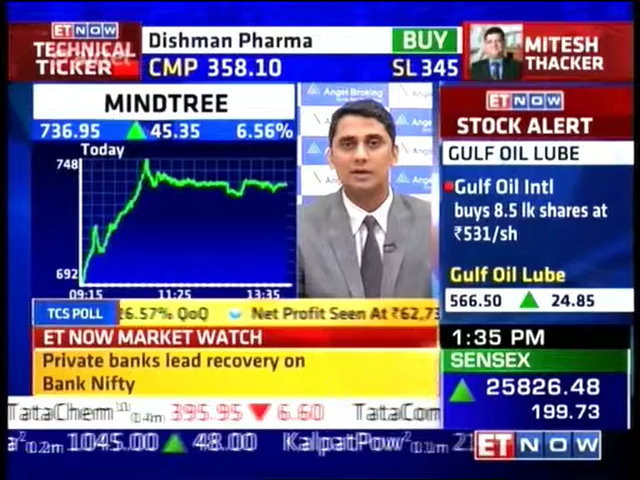 ET NOW
TECHNICAL
TICKER
Dishman Pharma BUY
CMP 358.10 SL 345
MITESH
THACKER
MINDTREE
736.95 45.35 6.56%
Today
748
692
09:15 11:25 13:35
Angel Broking
Angel Broking
ET NOW
STOCK ALERT
GULF OIL LUBE
Gulf Oil Intl
buys 8.5 lk shares at
₹531/sh
Gulf Oil Lube
566.50 24.85
TCS POLL 26.57% QoQ Net Profit Seen At ₹62,73
ET NOW MARKET WATCH
Private banks lead recovery on
Bank Nifty
1:35 PM
SENSEX
25826.48
199.73
TataChem 395.95 6.60 TataCom
1045.00 48.00 KalpatPow
ET NOW